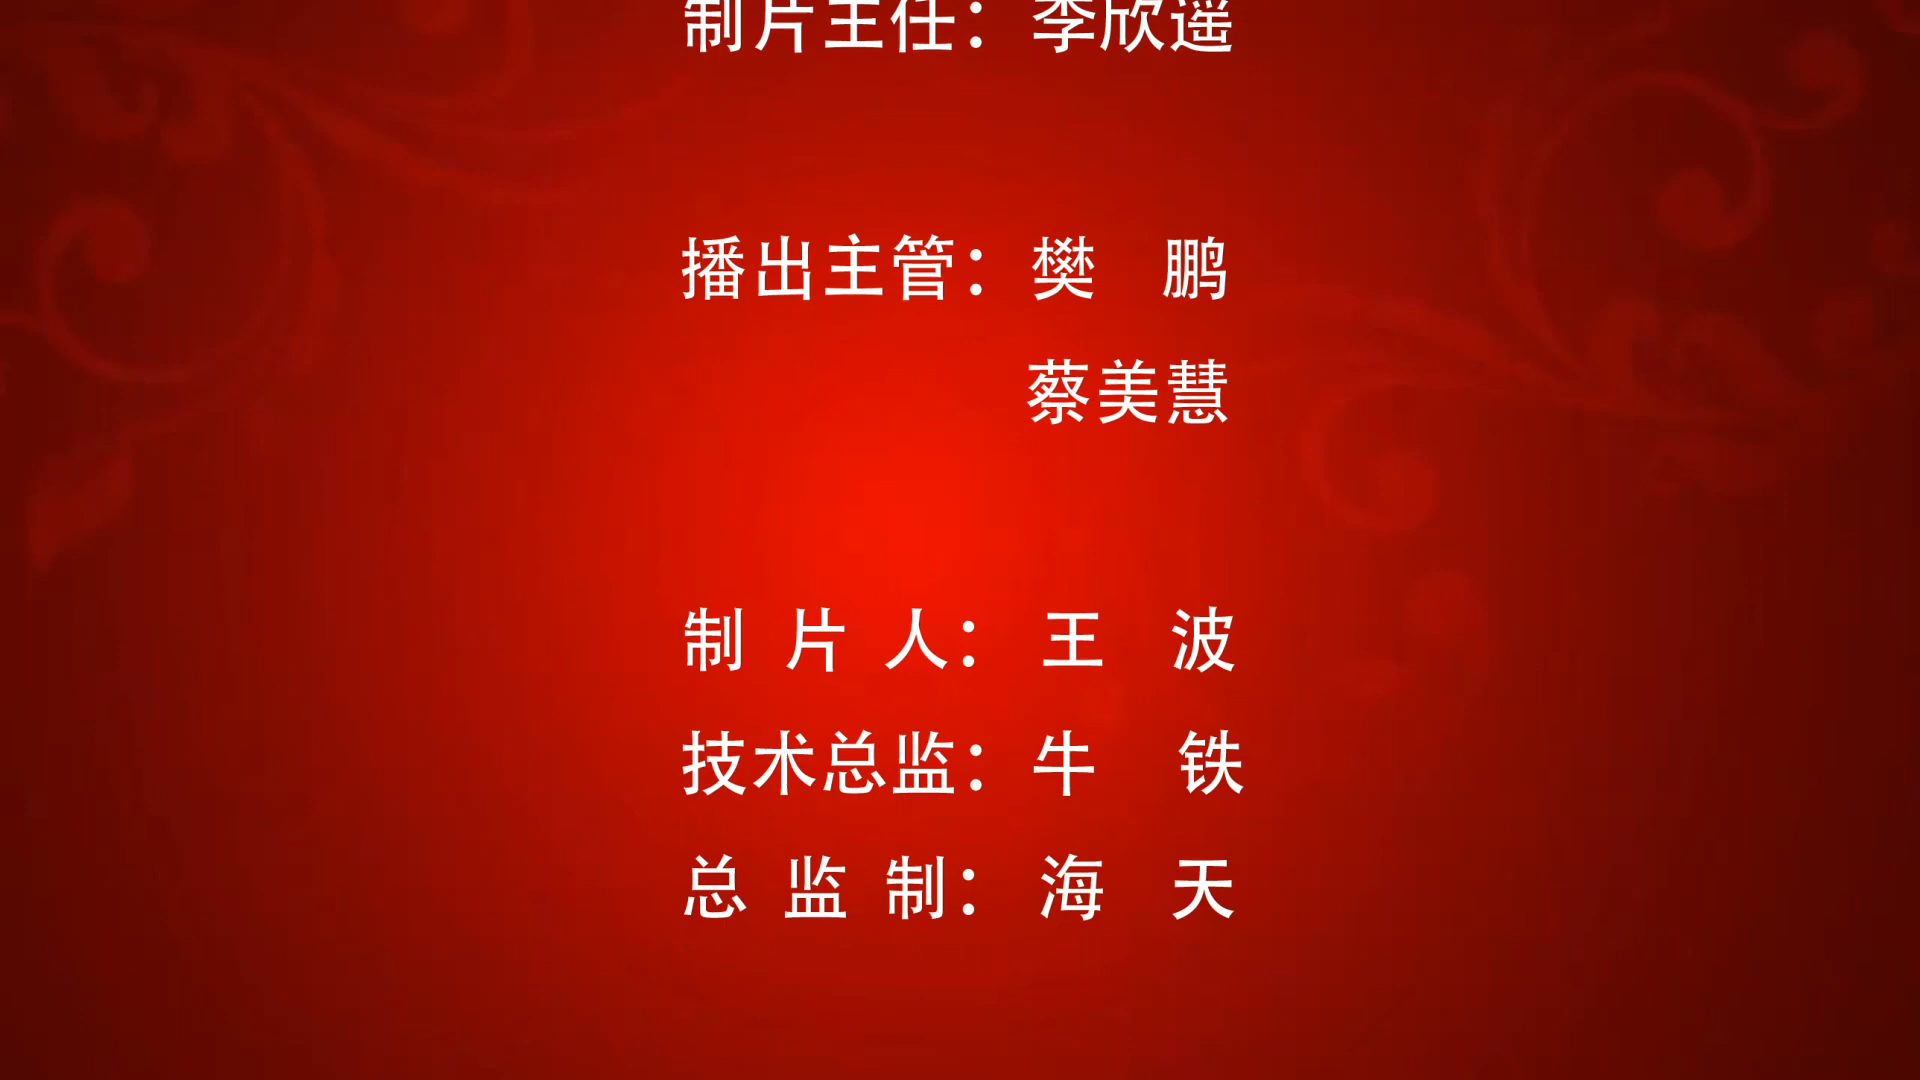 制片主任：李欣遥
播出主管：樊 鹏
蔡美慧
制 片 人：王 波
技术总监：牛 铁
总 监 制：海 天